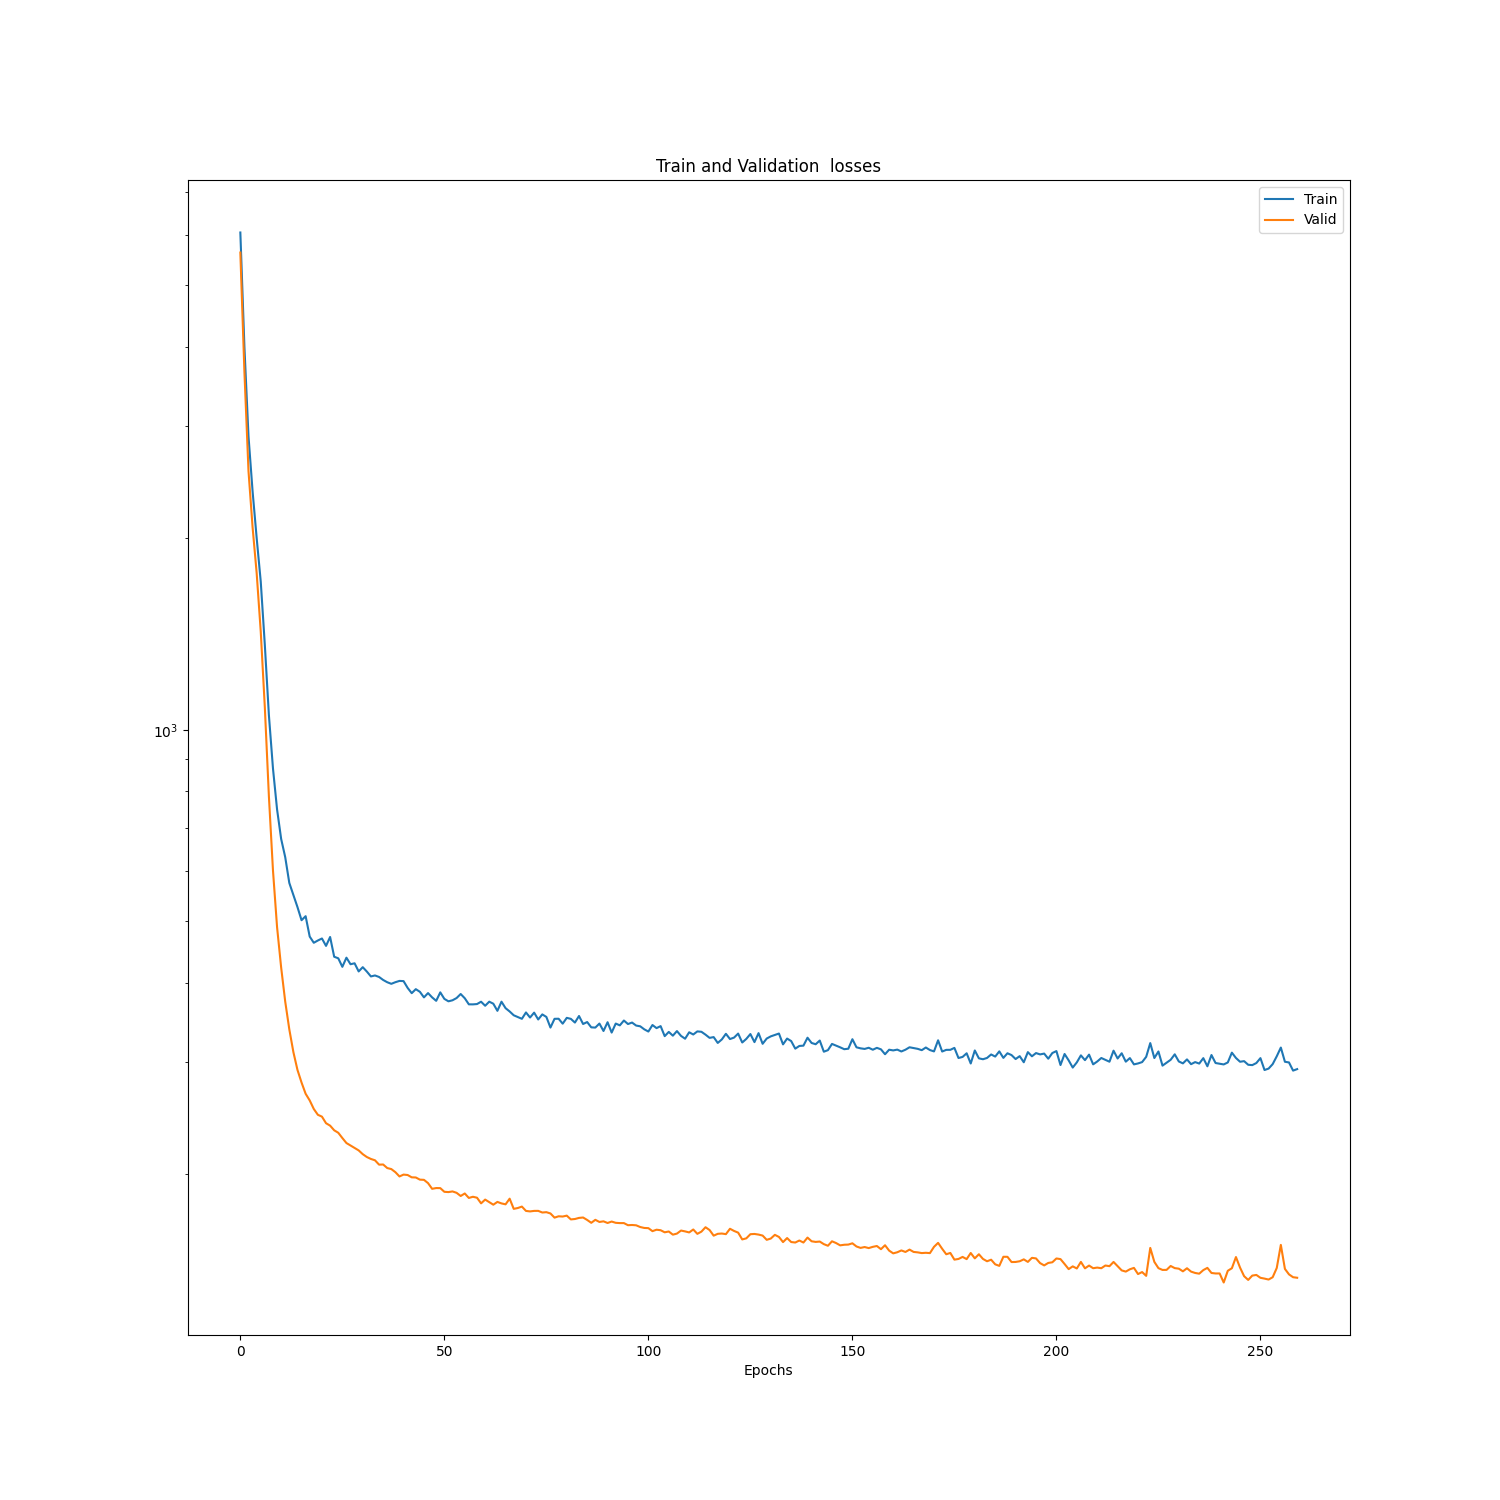 Train and Validation  losses
Train
Valid
10³
0 50 100 150 200 250
Epochs